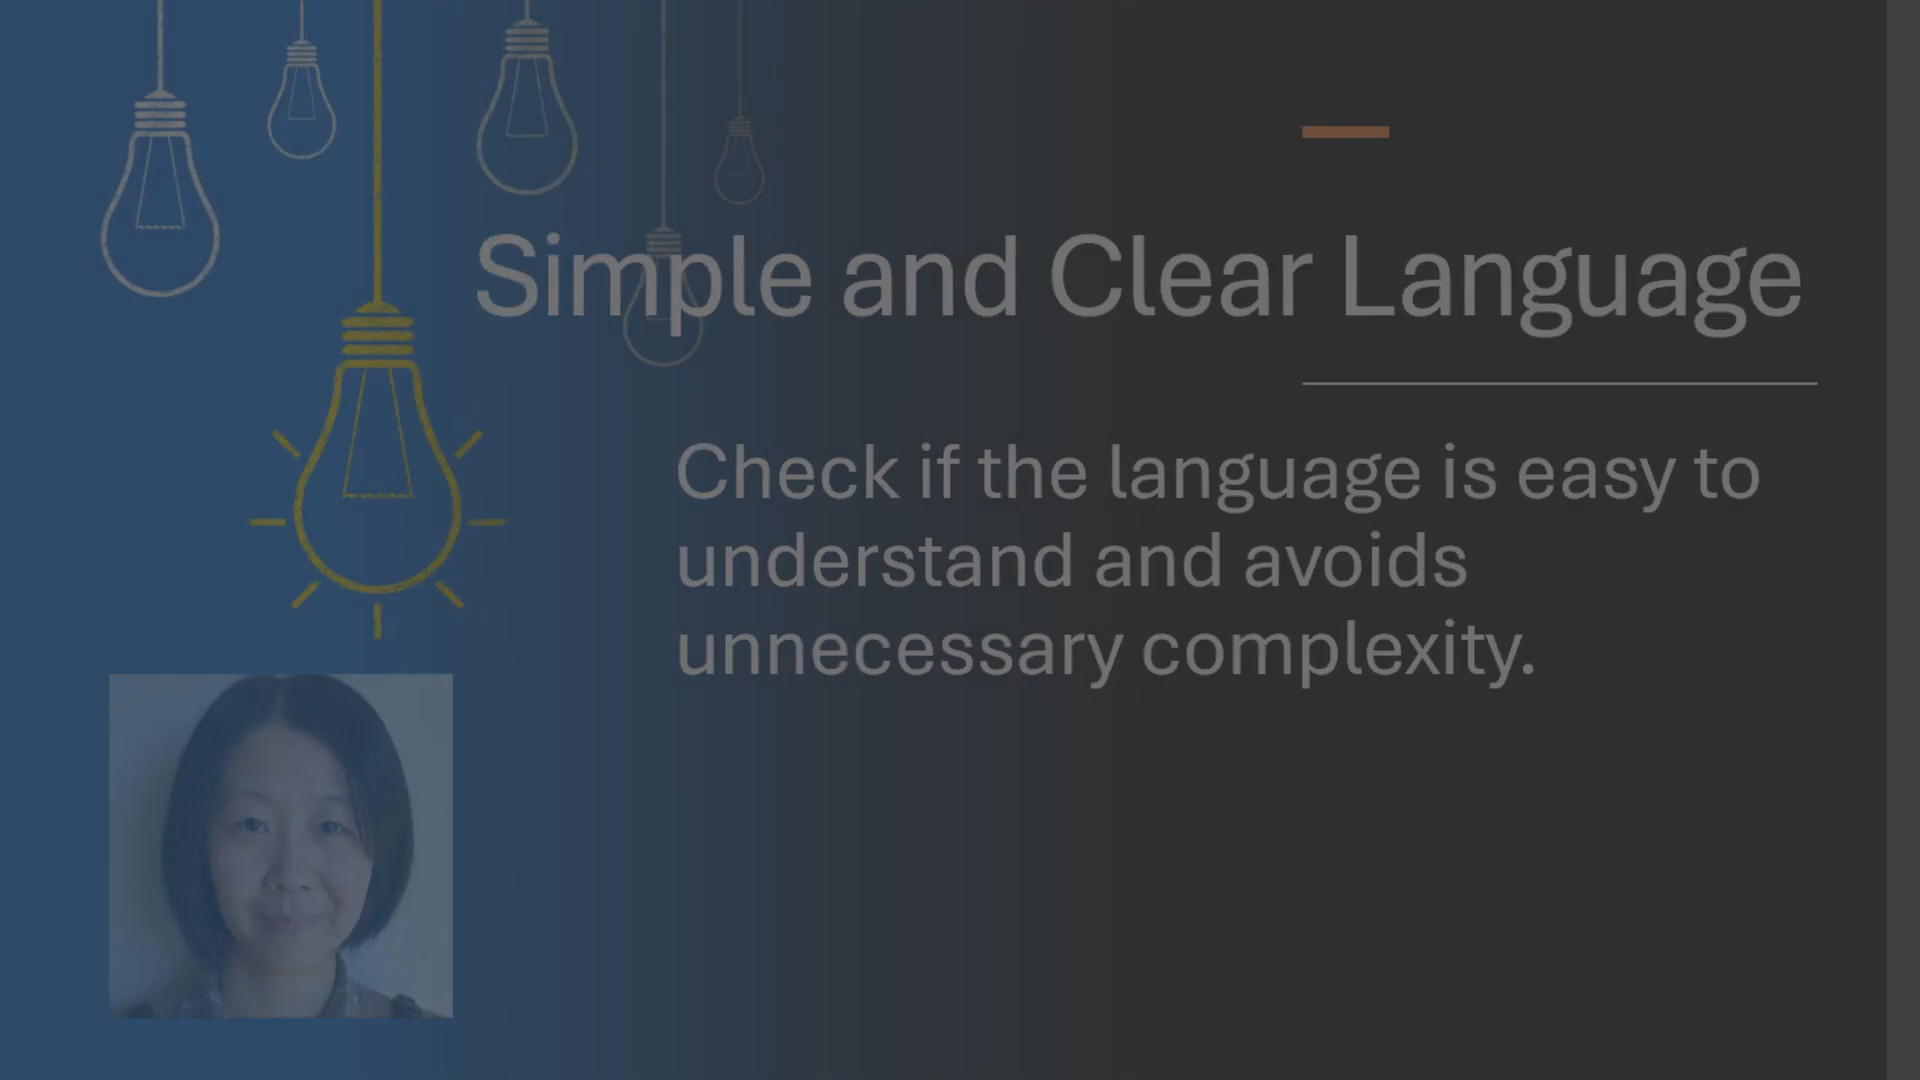 Simple and Clear Language
Check if the language is easy to
understand and avoids
unnecessary complexity.